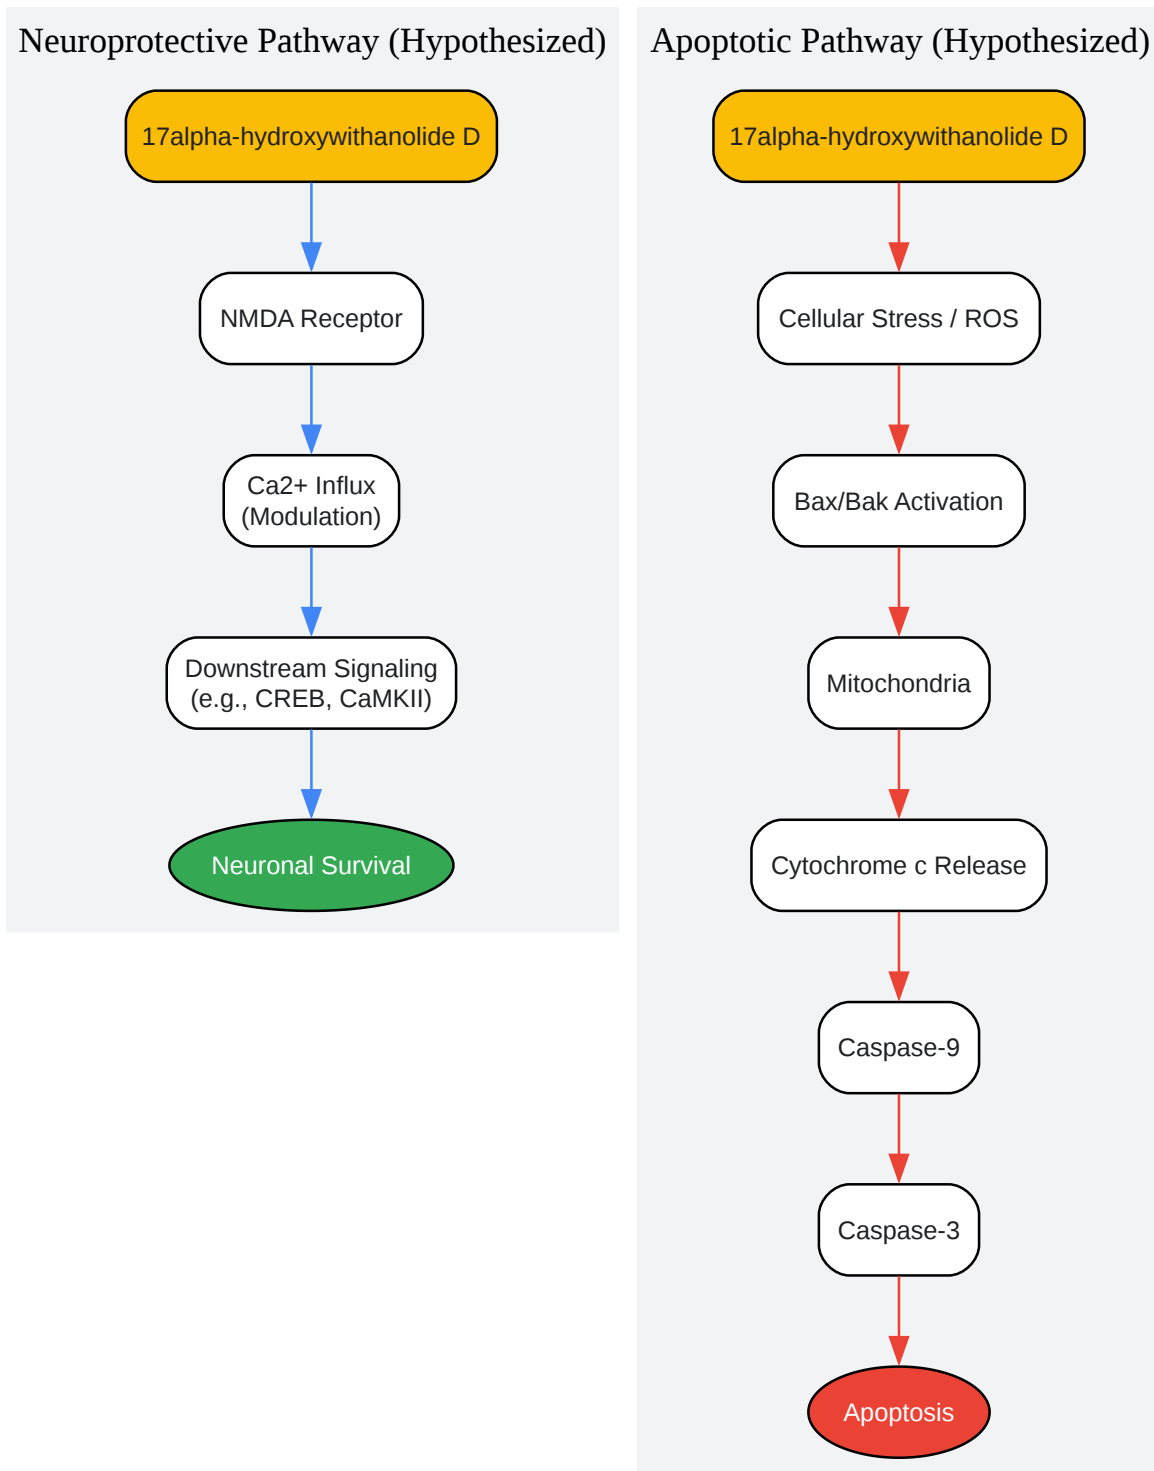 Neuroprotective Pathway (Hypothesized)
17alpha-hydroxywithanolide D
NMDA Receptor
Ca2+ Influx
(Modulation)
Downstream Signaling
(e.g., CREB, CaMKII)
Neuronal Survival
Apoptotic Pathway (Hypothesized)
17alpha-hydroxywithanolide D
Cellular Stress / ROS
Bax/Bak Activation
Mitochondria
Cytochrome c Release
Caspase-9
Caspase-3
Apoptosis